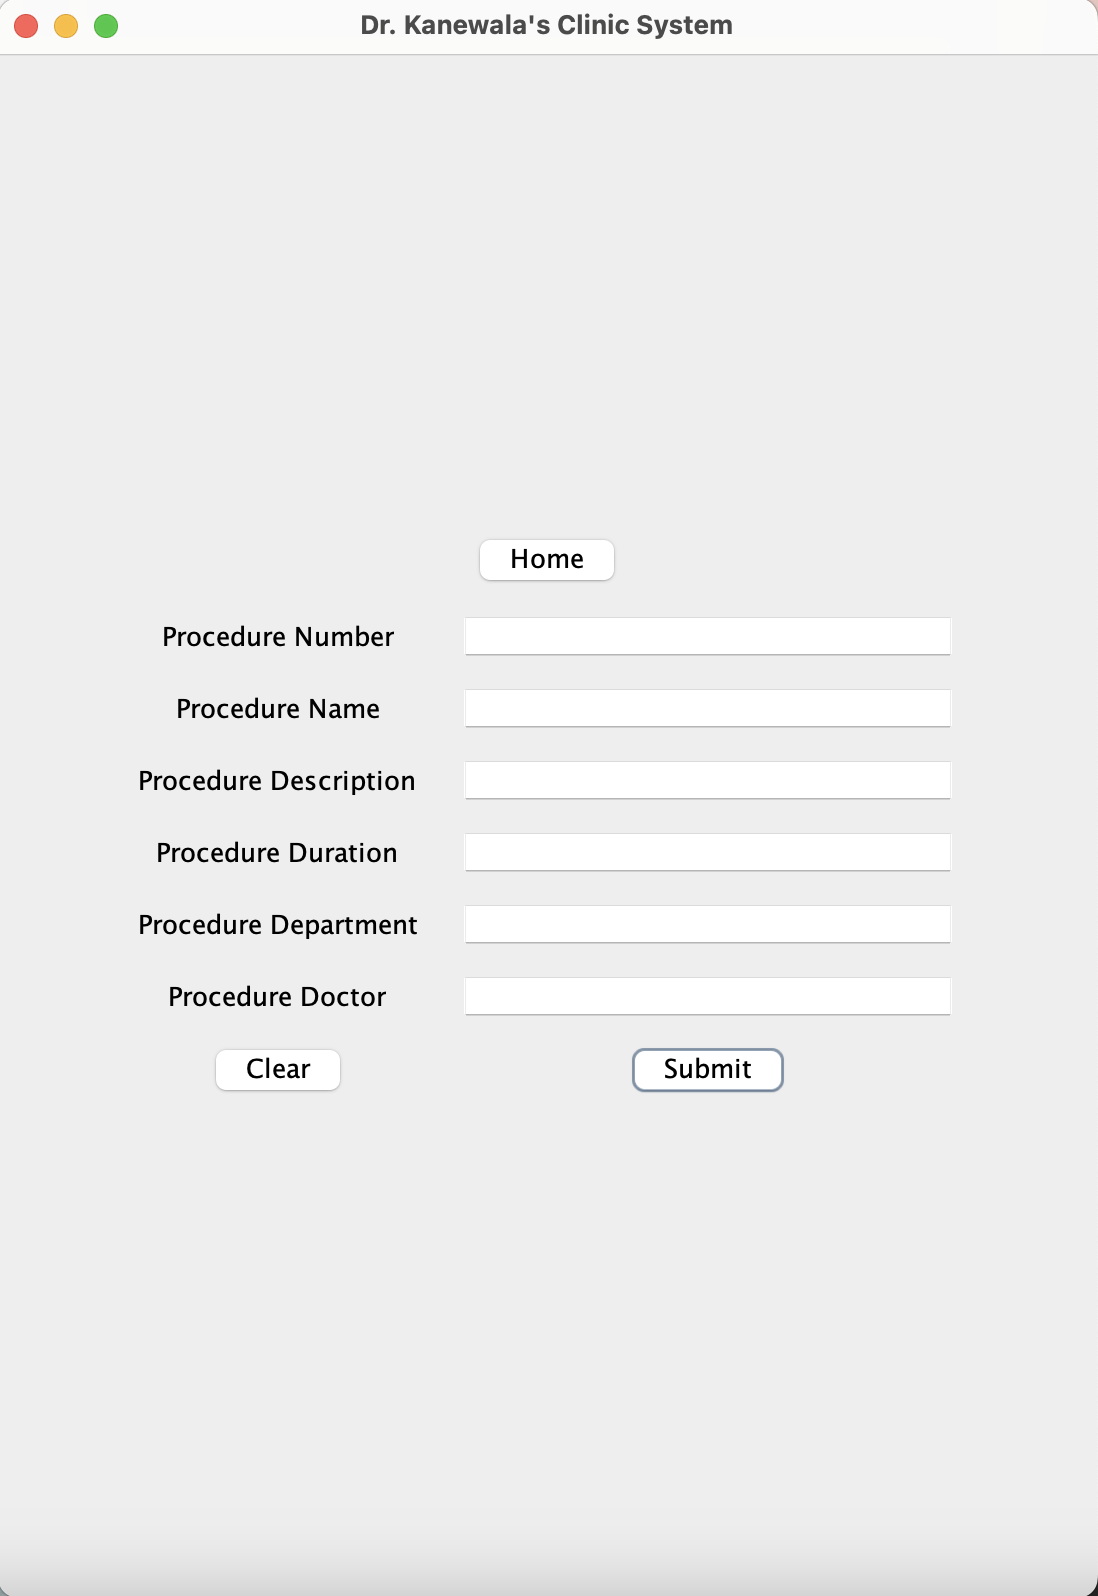 Dr. Kanewala's Clinic System
Home
Procedure Number
Procedure Name
Procedure Description
Procedure Duration
Procedure Department
Procedure Doctor
Clear
Submit